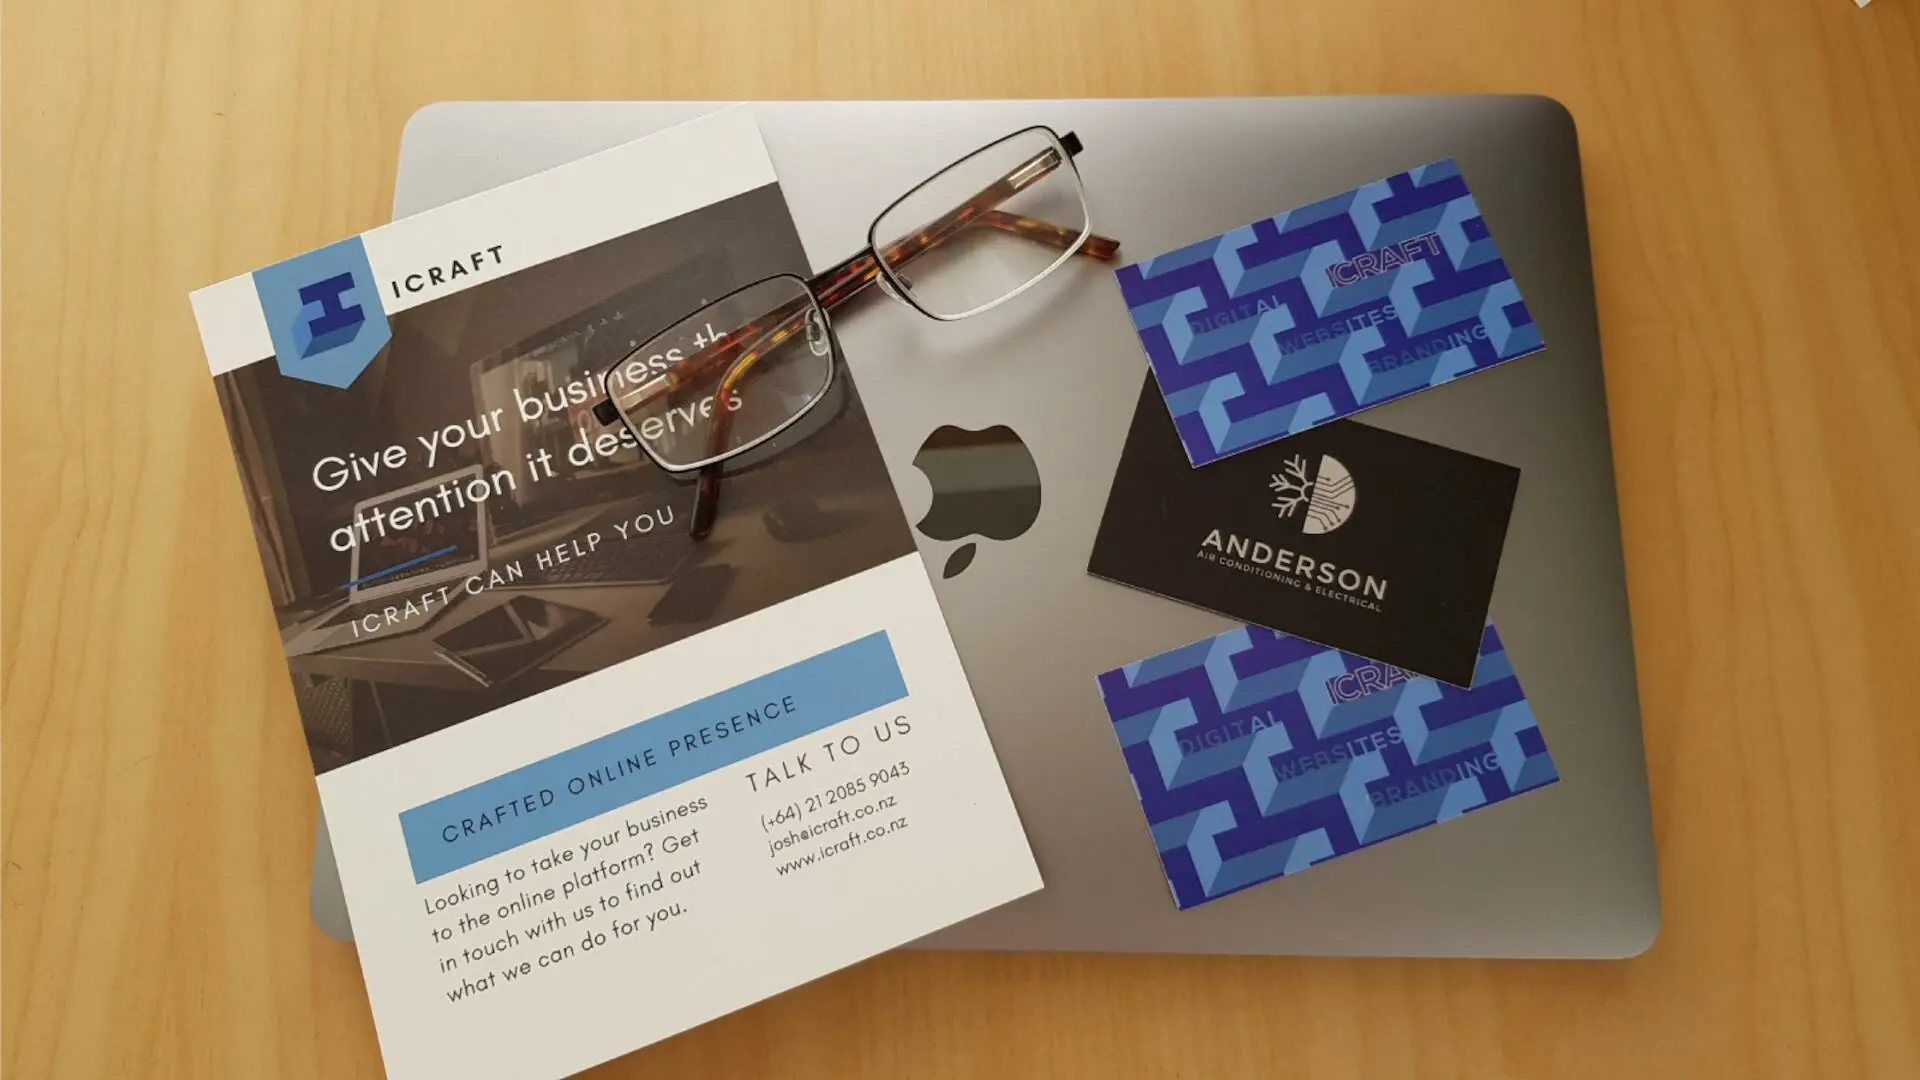 ICRAFT
Give your business th
attention it deserves
ICRAFT CAN HELP YOU
CRAFTED ONLINE PRESENCE
Looking to take your business
to the online platform? Get
in touch with us to find out
what we can do for you.
TALK TO US
(+64) 21 2085 9043
josh@icraft.co.nz
www.icraft.co.nz
ICRAFT
DIGITAL
WEBSITES
BRANDING
ANDERSON
AIR CONDITIONING & ELECTRICAL
ICRA
DIGITAL
WEBSITES
BRANDING